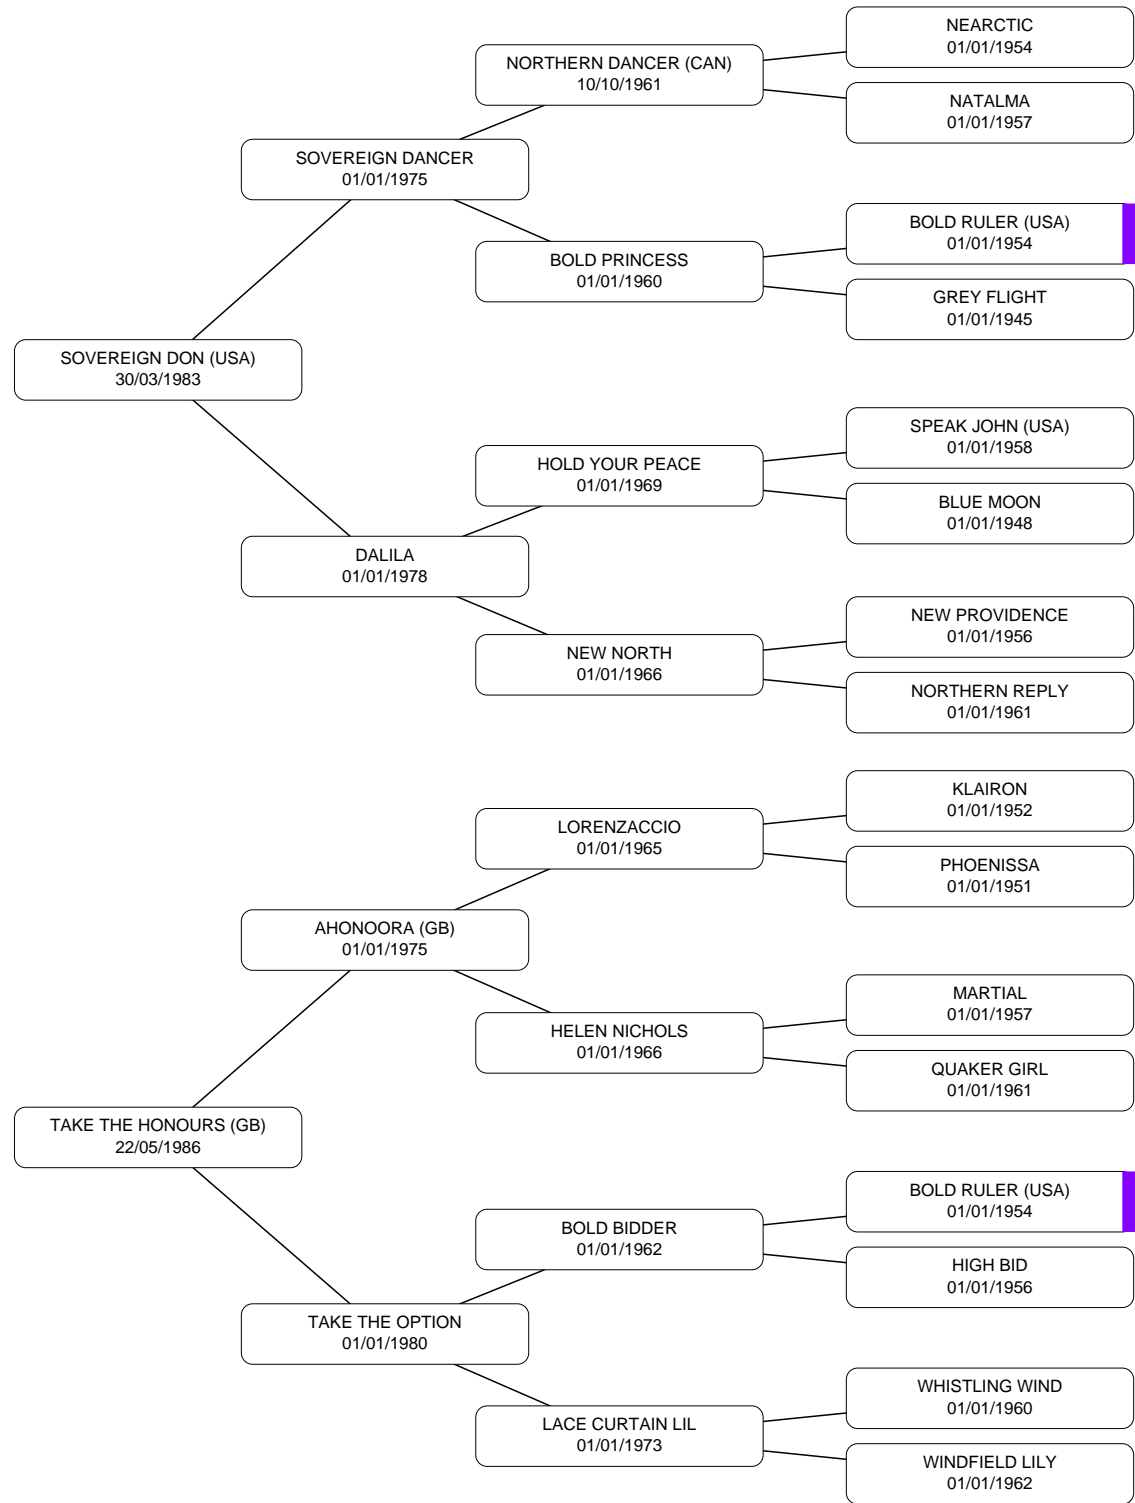 NEARCTIC
01/01/1954
NORTHERN DANCER (CAN)
10/10/1961
NATALMA
01/01/1957
SOVEREIGN DANCER
01/01/1975
BOLD RULER (USA)
01/01/1954
BOLD PRINCESS
01/01/1960
GREY FLIGHT
01/01/1945
SOVEREIGN DON (USA)
30/03/1983
SPEAK JOHN (USA)
01/01/1958
HOLD YOUR PEACE
01/01/1969
BLUE MOON
01/01/1948
DALILA
01/01/1978
NEW PROVIDENCE
01/01/1956
NEW NORTH
01/01/1966
NORTHERN REPLY
01/01/1961
KLAIRON
01/01/1952
LORENZACCIO
01/01/1965
PHOENISSA
01/01/1951
AHONOORA (GB)
01/01/1975
MARTIAL
01/01/1957
HELEN NICHOLS
01/01/1966
QUAKER GIRL
01/01/1961
TAKE THE HONOURS (GB)
22/05/1986
BOLD RULER (USA)
01/01/1954
BOLD BIDDER
01/01/1962
HIGH BID
01/01/1956
TAKE THE OPTION
01/01/1980
WHISTLING WIND
01/01/1960
LACE CURTAIN LIL
01/01/1973
WINDFIELD LILY
01/01/1962